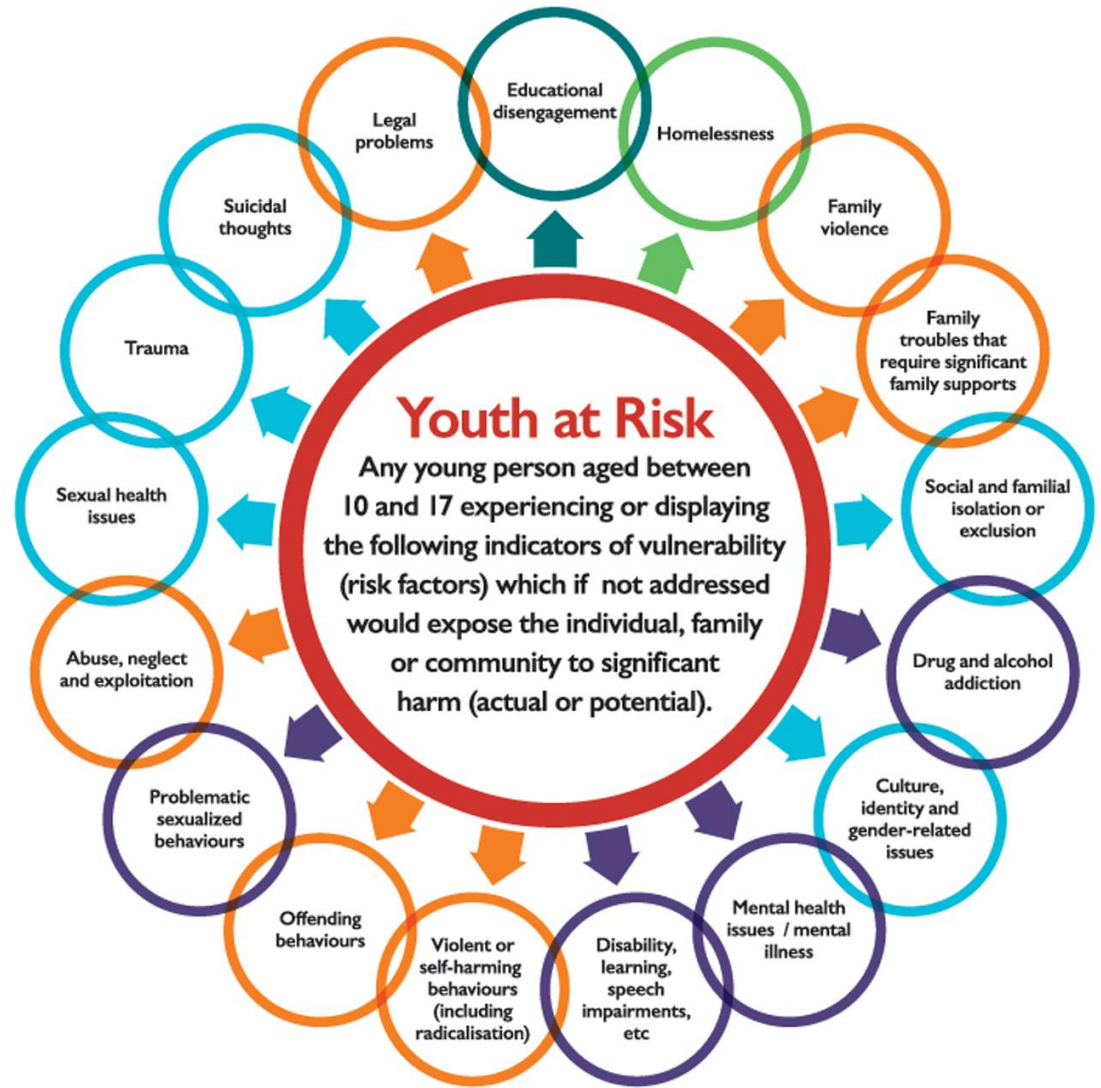 Youth at Risk
Any young person aged between
10 and 17 experiencing or displaying
the following indicators of vulnerability
(risk factors) which if not addressed
would expose the individual, family
or community to significant
harm (actual or potential).
Educational
disengagement
Homelessness
Family
violence
Family
troubles that
require significant
family supports
Social and familial
isolation or
exclusion
Drug and alcohol
addiction
Culture,
identity and
gender-related
issues
Mental health
issues / mental
illness
Disability,
learning,
speech
impairments,
etc
Violent or
self-harming
behaviours
(including
radicalisation)
Offending
behaviours
Problematic
sexualized
behaviours
Abuse, neglect
and exploitation
Sexual health
issues
Trauma
Suicidal
thoughts
Legal
problems